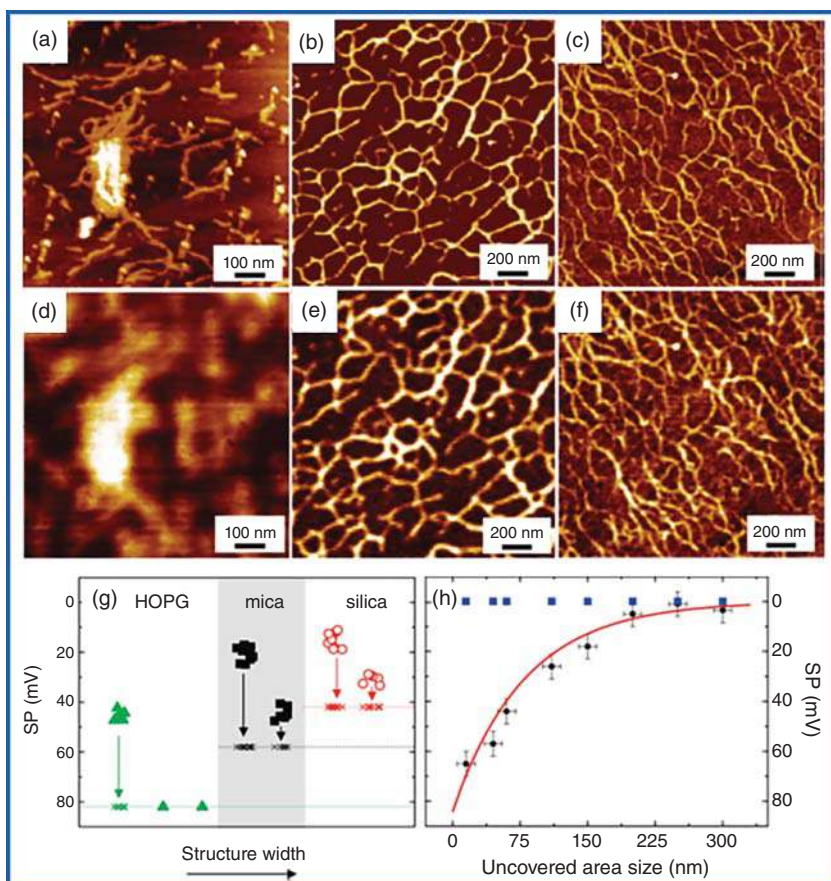 (a) (b) (c)
100 nm 200 nm 200 nm
(d) (e) (f)
100 nm 200 nm 200 nm
(g) HOPG mica silica (h)
0 0
20 20
40 40
60 60
80 80
SP (mV) SP (mV)
0 75 150 225 300
Structure width Uncovered area size (nm)